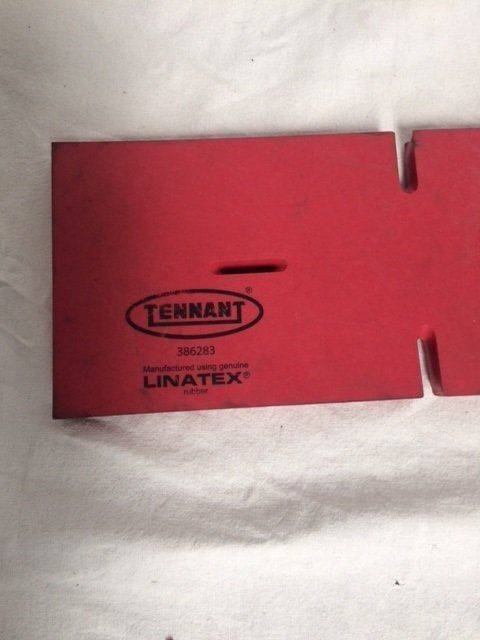 TENNANT®
386283
Manufactured using genuine
LINATEX®
rubber